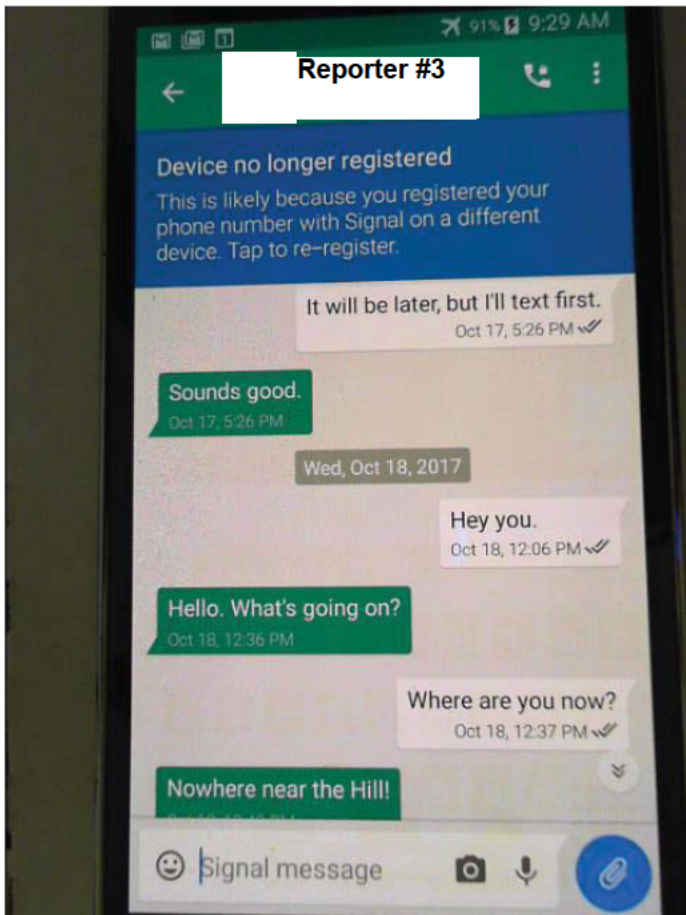 91% 9:29 AM
Reporter #3
Device no longer registered
This is likely because you registered your
phone number with Signal on a different
device. Tap to re-register.
It will be later, but I'll text first.
Oct 17, 5:26 PM
Sounds good.
Oct 17, 5:26 PM
Wed, Oct 18, 2017
Hey you.
Oct 18, 12:06 PM
Hello. What's going on?
Oct 18, 12:36 PM
Where are you now?
Oct 18, 12:37 PM
Nowhere near the Hill!
Signal message